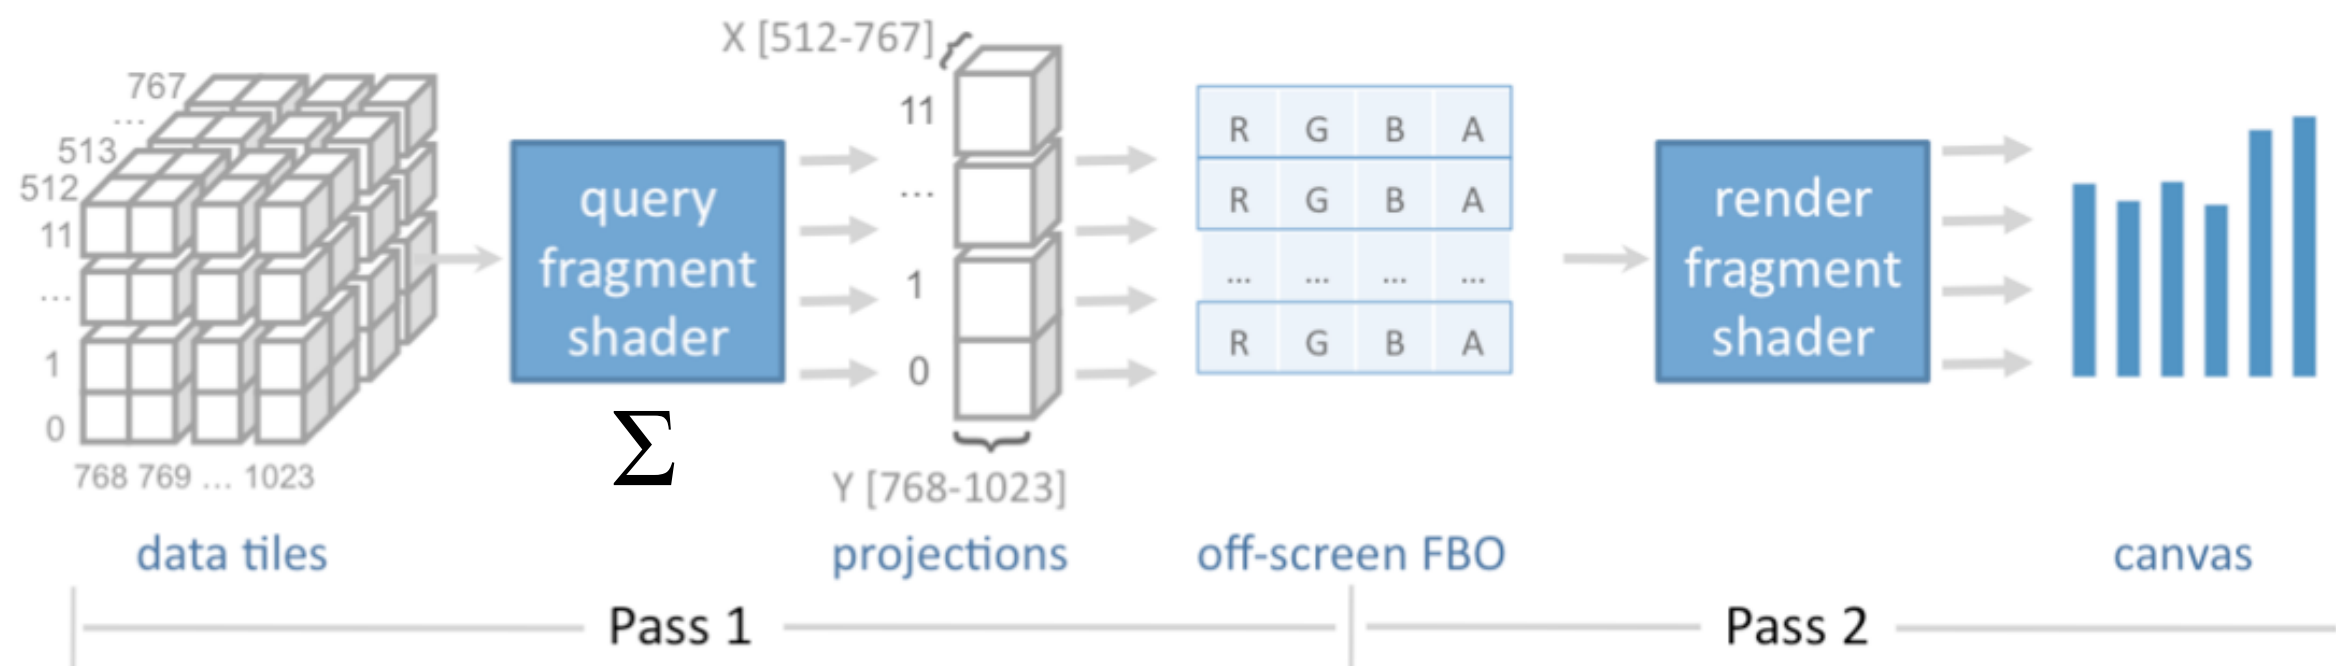 767
...
513
512
11
...
1
0
768 769 ... 1023
data tiles
query
fragment
shader
Σ
X [512-767]
11
...
1
0
Y [768-1023]
projections
R G B A
R G B A
... ... ... ...
R G B A
off-screen FBO
render
fragment
shader
canvas
Pass 1
Pass 2